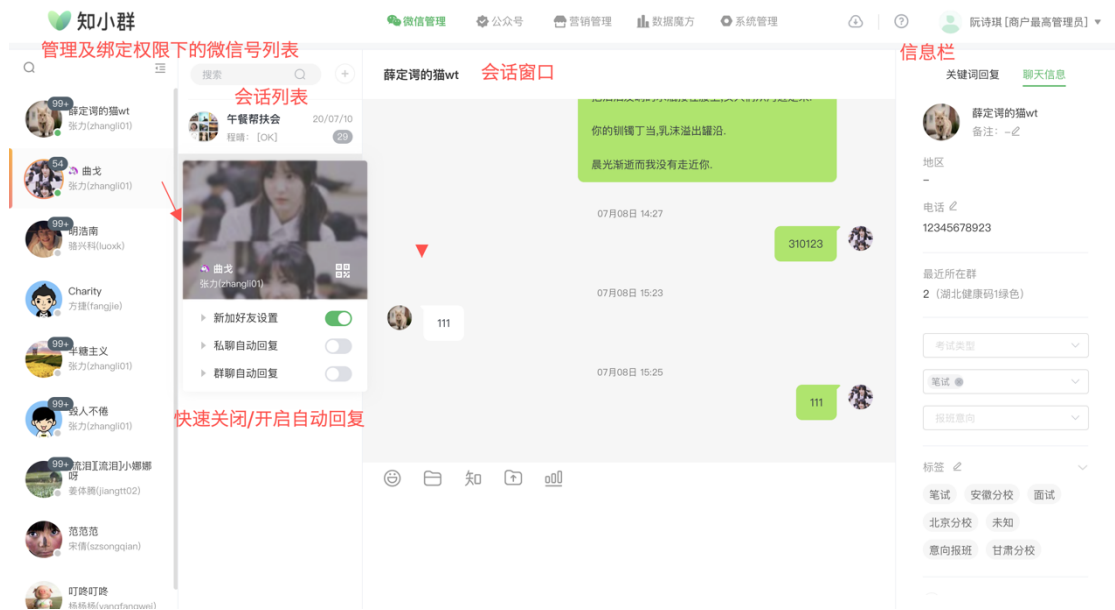 知小群
微信管理
公众号
营销管理
数据魔方
系统管理
阮诗琪 [商户最高管理员]
管理及绑定权限下的微信号列表
99+
薛定谔的猫wt
张力(zhangli01)
54
曲戈
张力(zhangli01)
99+
明浩南
骆兴科(luoxk)
Charity
方捷(fangjie)
99+
半糖主义
张力(zhangli01)
99+
毁人不倦
张力(zhangli01)
99+
流泪][流泪]小娜娜
呀
姜体腾(jiangtt02)
范范范
宋倩(szsongqian)
叮咚叮咚
杨杨杨(yangfangwei)
搜索
会话列表
午餐帮扶会
20/07/10
程晴: [OK]
29
曲戈
张力(zhangli01)
新加好友设置
私聊自动回复
群聊自动回复
快速关闭/开启自动回复
薛定谔的猫wt
会话窗口
你的钏镯丁当,乳沫溢出罐沿.
晨光渐逝而我没有走近你.
07月08日 14:27
310123
07月08日 15:23
111
07月08日 15:25
111
知
信息栏
关键词回复
聊天信息
薛定谔的猫wt
备注: –
地区
–
电话
12345678923
最近所在群
2（湖北健康码1绿色）
考试类型
笔试
报班意向
标签
笔试 安徽分校 面试
北京分校 未知
意向报班 甘肃分校